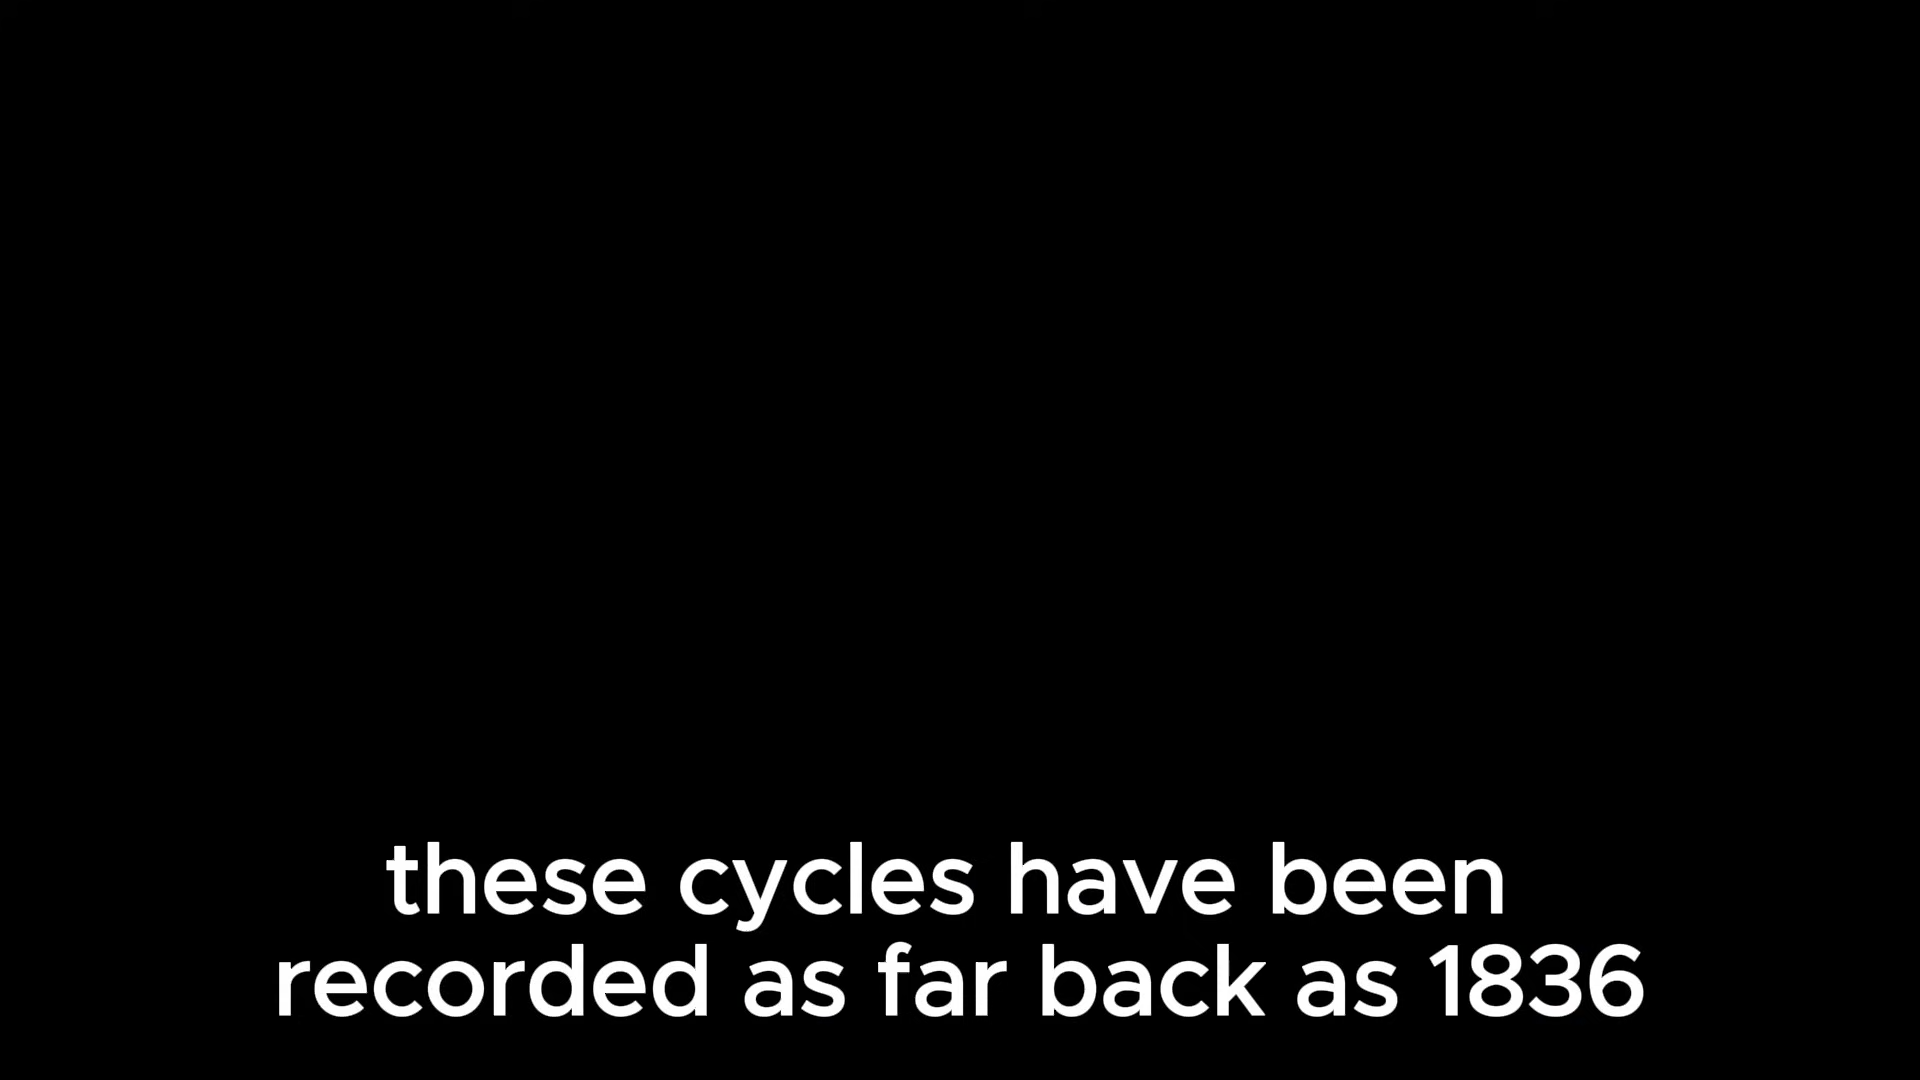 these cycles have been
recorded as far back as 1836